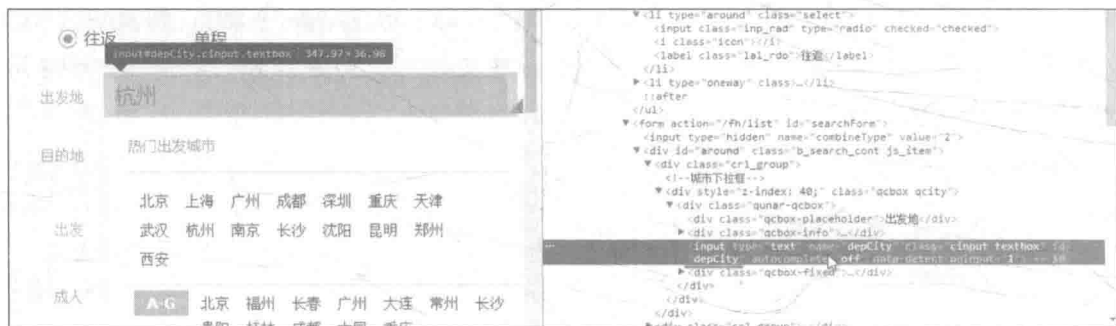 往返 单程
input#depCity.cinput.textbox 347.97×36.98
出发地 杭州
目的地 热门出发城市
北京 上海 广州 成都 深圳 重庆 天津
出发 武汉 杭州 南京 长沙 沈阳 昆明 郑州
西安
成人 A-G 北京 福州 长春 广州 大连 常州 长沙
▼<li type="around" class="select">
<input class="inp_rad" type="radio" checked="checked">
<i class="icon"></i>
<label class="lal_rdo">往返</label>
</li>
▶<li type="oneway" class>…</li>
::after
</ul>
▼<form action="/fh/list" id="searchForm">
<input type="hidden" name="combineType" value="2">
▼<div id="around" class="b_search_cont js_item">
▼<div class="crl_group">
<!--城市下拉框-->
▼<div style="z-index: 40;" class="qcbox qcity">
▼<div class="qunar-qcbox">
<div class="qcbox-placeholder">出发地</div>
▶<div class="qcbox-info">…</div>
<input type="text" name="depCity" class="cinput textbox" id=
"depCity" autocomplete="off" data-detect_pginput="1"> == $0
▶<div class="qcbox-fixed">…</div>
</div>
</div>